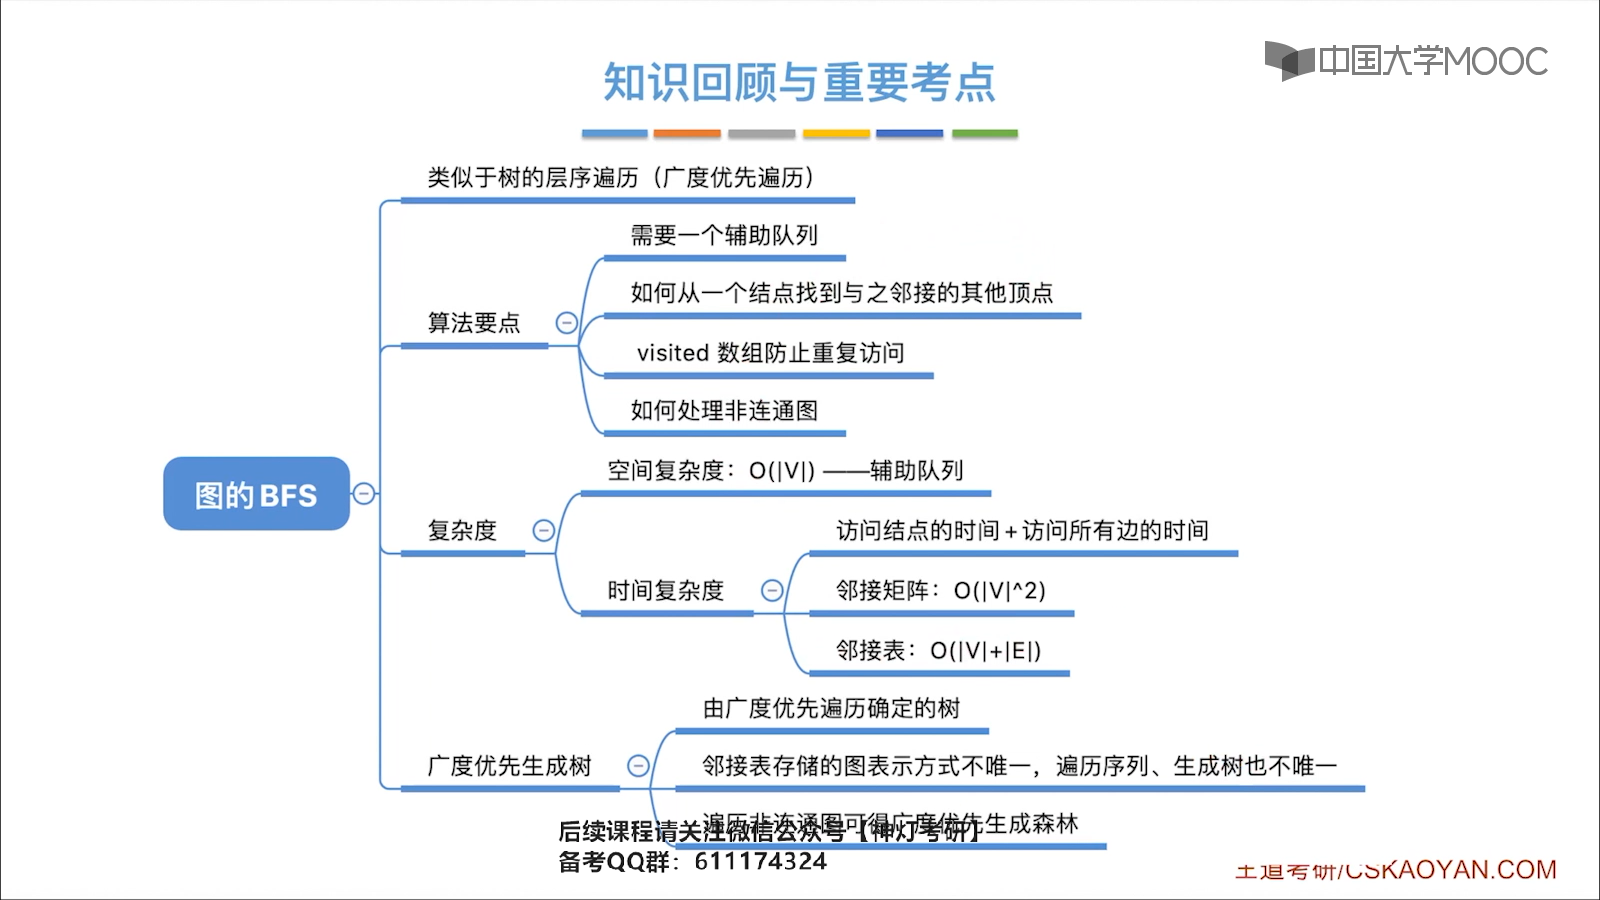 中国大学MOOC
知识回顾与重要考点
类似于树的层序遍历（广度优先遍历）
需要一个辅助队列
如何从一个结点找到与之邻接的其他顶点
算法要点
visited 数组防止重复访问
如何处理非连通图
图的 BFS
空间复杂度：O(|V|) ——辅助队列
复杂度
访问结点的时间 + 访问所有边的时间
时间复杂度
邻接矩阵：O(|V|^2)
邻接表：O(|V|+|E|)
由广度优先遍历确定的树
广度优先生成树
邻接表存储的图表示方式不唯一，遍历序列、生成树也不唯一
遍历非连通图可得广度优先生成森林
后续课程请关注微信公众号【神灯考研】
备考QQ群：611174324
王道考研/CSKAOYAN.COM